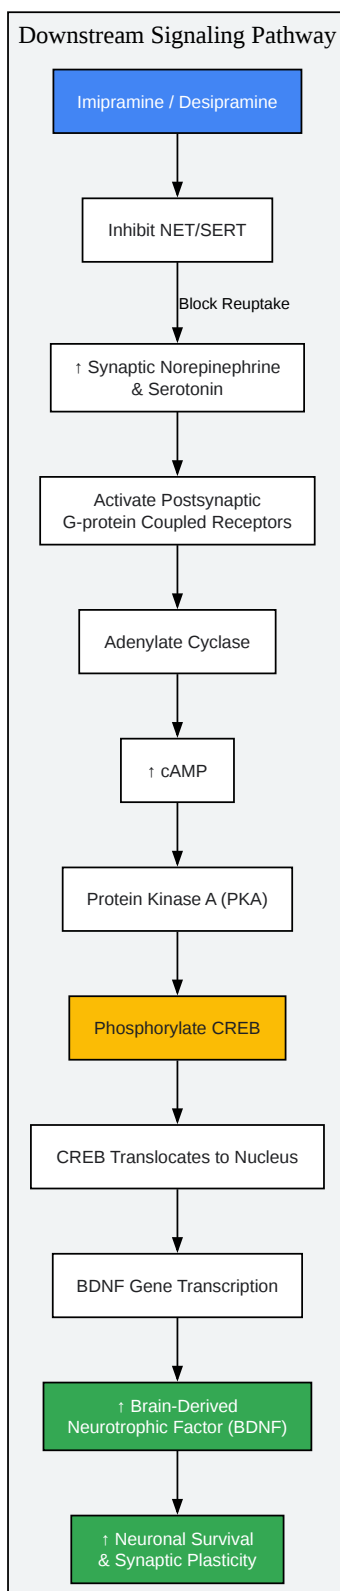 Downstream Signaling Pathway
Imipramine / Desipramine
Inhibit NET/SERT
Block Reuptake
↑ Synaptic Norepinephrine
& Serotonin
Activate Postsynaptic
G-protein Coupled Receptors
Adenylate Cyclase
↑ cAMP
Protein Kinase A (PKA)
Phosphorylate CREB
CREB Translocates to Nucleus
BDNF Gene Transcription
↑ Brain-Derived
Neurotrophic Factor (BDNF)
↑ Neuronal Survival
& Synaptic Plasticity